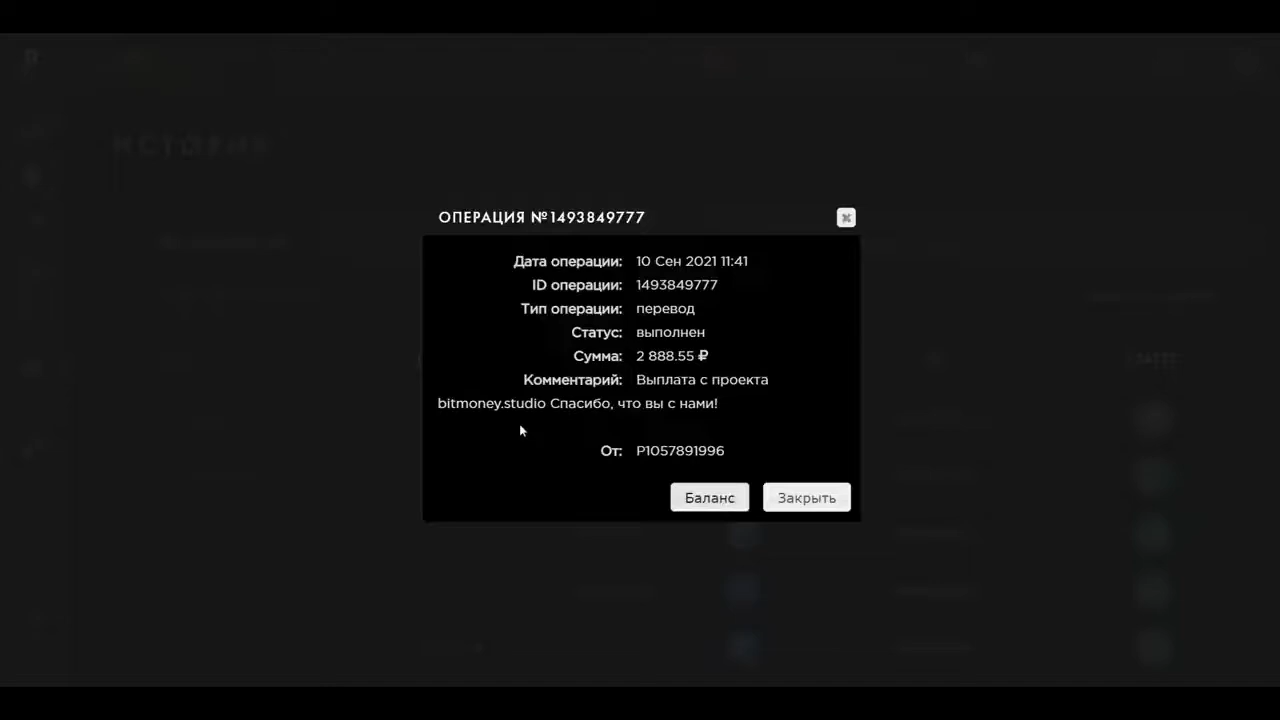 ИСТОРИЯ
ОПЕРАЦИЯ №1493849777
Дата операции: 10 Сен 2021 11:41
ID операции: 1493849777
Тип операции: перевод
Статус: выполнен
Сумма: 2 888.55 ₽
Комментарий: Выплата с проекта
bitmoney.studio Спасибо, что вы с нами!
От: P1057891996
Баланс Закрыть